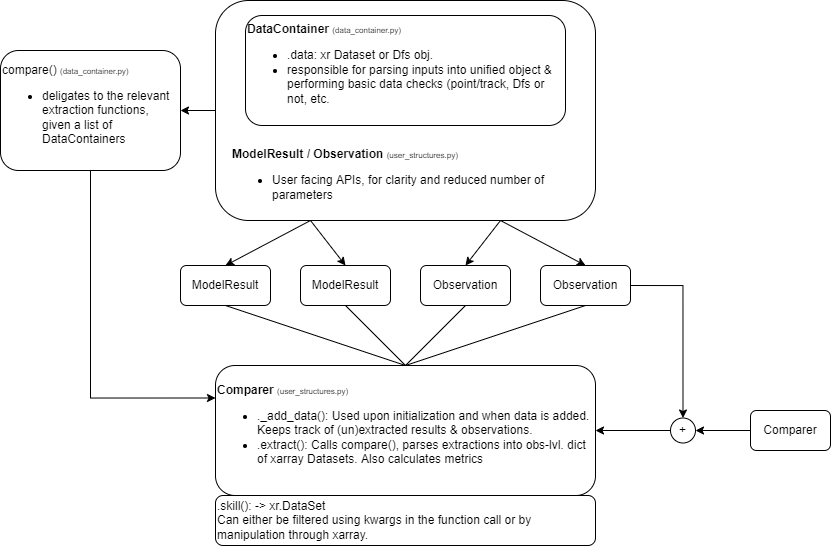 DataContainer (data_container.py)
• .data: xr Dataset or Dfs obj.
• responsible for parsing inputs into unified object &
performing basic data checks (point/track, Dfs or
not, etc.
compare() (data_container.py)
• deligates to the relevant
extraction functions,
given a list of
DataContainers
ModelResult / Observation (user_structures.py)
• User facing APIs, for clarity and reduced number of
parameters
ModelResult
ModelResult
Observation
Observation
Comparer (user_structures.py)
• ._add_data(): Used upon initialization and when data is added.
Keeps track of (un)extracted results & observations.
• .extract(): Calls compare(), parses extractions into obs-lvl. dict
of xarray Datasets. Also calculates metrics
+
Comparer
.skill(): -> xr.DataSet
Can either be filtered using kwargs in the function call or by
manipulation through xarray.